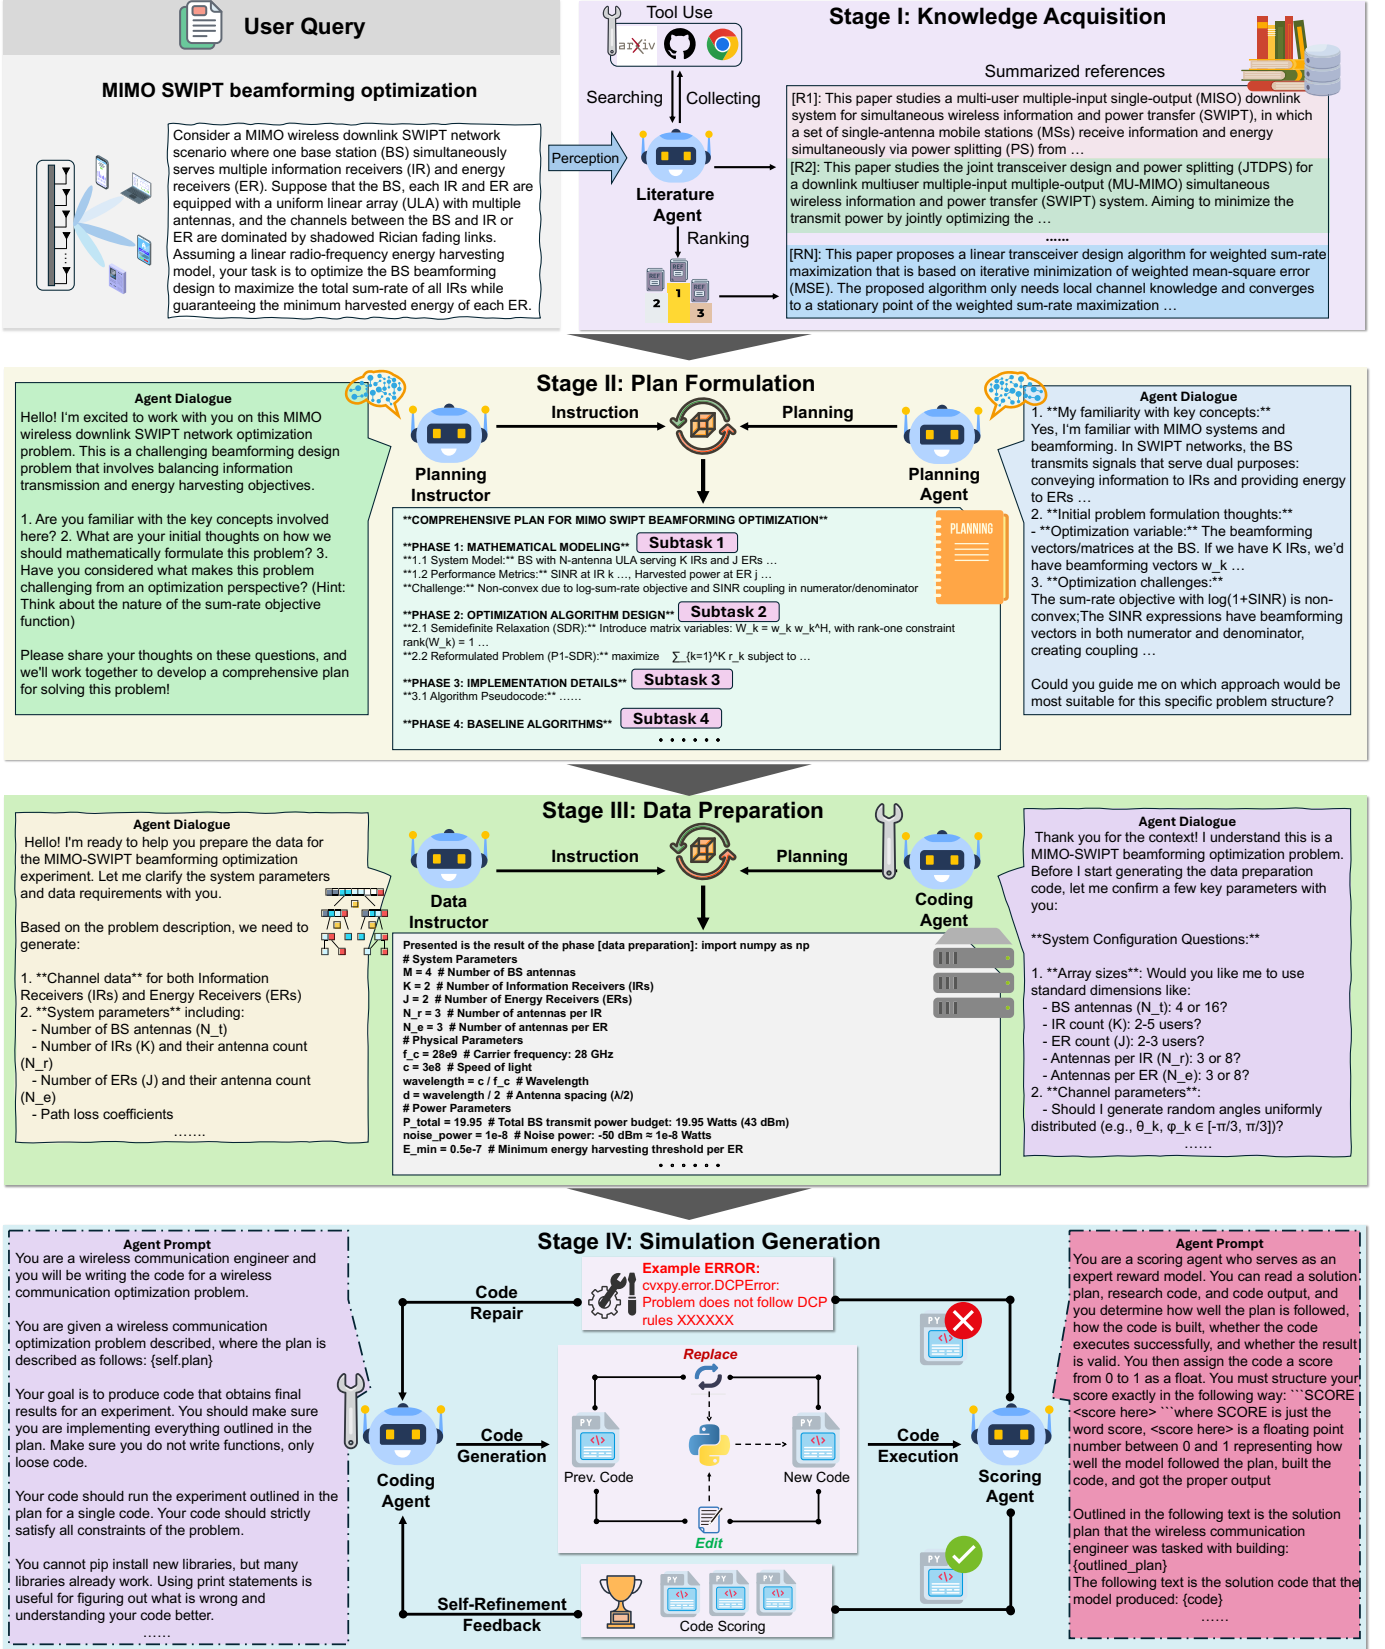 User Query
MIMO SWIPT beamforming optimization
Consider a MIMO wireless downlink SWIPT network
scenario where one base station (BS) simultaneously
serves multiple information receivers (IR) and energy
receivers (ER). Suppose that the BS, each IR and ER are
equipped with a uniform linear array (ULA) with multiple
antennas, and the channels between the BS and IR or
ER are dominated by shadowed Rician fading links.
Assuming a linear radio-frequency energy harvesting
model, your task is to optimize the BS beamforming
design to maximize the total sum-rate of all IRs while
guaranteeing the minimum harvested energy of each ER.
Perception
Stage I: Knowledge Acquisition
Tool Use
arXiv
Searching
Collecting
Literature
Agent
Ranking
REF
REF
REF
2
1
3
Summarized references
[R1]: This paper studies a multi-user multiple-input single-output (MISO) downlink
system for simultaneous wireless information and power transfer (SWIPT), in which
a set of single-antenna mobile stations (MSs) receive information and energy
simultaneously via power splitting (PS) from …
[R2]: This paper studies the joint transceiver design and power splitting (JTDPS) for
a downlink multiuser multiple-input multiple-output (MU-MIMO) simultaneous
wireless information and power transfer (SWIPT) system. Aiming to minimize the
transmit power by jointly optimizing the …
......
[RN]: This paper proposes a linear transceiver design algorithm for weighted sum-rate
maximization that is based on iterative minimization of weighted mean-square error
(MSE). The proposed algorithm only needs local channel knowledge and converges
to a stationary point of the weighted sum-rate maximization …
Stage II: Plan Formulation
Agent Dialogue
Hello! I'm excited to work with you on this MIMO
wireless downlink SWIPT network optimization
problem. This is a challenging beamforming design
problem that involves balancing information
transmission and energy harvesting objectives.
1. Are you familiar with the key concepts involved
here? 2. What are your initial thoughts on how we
should mathematically formulate this problem? 3.
Have you considered what makes this problem
challenging from an optimization perspective? (Hint:
Think about the nature of the sum-rate objective
function)
Please share your thoughts on these questions, and
we'll work together to develop a comprehensive plan
for solving this problem!
Planning
Instructor
Instruction
Planning
Planning
Agent
**COMPREHENSIVE PLAN FOR MIMO SWIPT BEAMFORMING OPTIMIZATION**
**PHASE 1: MATHEMATICAL MODELING** Subtask 1
**1.1 System Model:** BS with N-antenna ULA serving K IRs and J ERs …
**1.2 Performance Metrics:** SINR at IR k …, Harvested power at ER j …
**Challenge:** Non-convex due to log-sum-rate objective and SINR coupling in numerator/denominator
**PHASE 2: OPTIMIZATION ALGORITHM DESIGN** Subtask 2
**2.1 Semidefinite Relaxation (SDR):** Introduce matrix variables: W_k = w_k w_k^H, with rank-one constraint
rank(W_k) = 1 …
**2.2 Reformulated Problem (P1-SDR):** maximize ∑_{k=1}^K r_k subject to …
**PHASE 3: IMPLEMENTATION DETAILS** Subtask 3
**3.1 Algorithm Pseudocode:** ……
**PHASE 4: BASELINE ALGORITHMS** Subtask 4
......
PLANNING
Agent Dialogue
1. **My familiarity with key concepts:**
Yes, I'm familiar with MIMO systems and
beamforming. In SWIPT networks, the BS
transmits signals that serve dual purposes:
conveying information to IRs and providing energy
to ERs …
2. **Initial problem formulation thoughts:**
- **Optimization variable:** The beamforming
vectors/matrices at the BS. If we have K IRs, we'd
have beamforming vectors w_k …
3. **Optimization challenges:**
The sum-rate objective with log(1+SINR) is non-
convex;The SINR expressions have beamforming
vectors in both numerator and denominator,
creating coupling …
Could you guide me on which approach would be
most suitable for this specific problem structure?
Stage III: Data Preparation
Agent Dialogue
Hello! I'm ready to help you prepare the data for
the MIMO-SWIPT beamforming optimization
experiment. Let me clarify the system parameters
and data requirements with you.
Based on the problem description, we need to
generate:
1. **Channel data** for both Information
Receivers (IRs) and Energy Receivers (ERs)
2. **System parameters** including:
- Number of BS antennas (N_t)
- Number of IRs (K) and their antenna count
(N_r)
- Number of ERs (J) and their antenna count
(N_e)
- Path loss coefficients
.......
Data
Instructor
Instruction
Planning
Coding
Agent
Presented is the result of the phase [data preparation]: import numpy as np
# System Parameters
M = 4 # Number of BS antennas
K = 2 # Number of Information Receivers (IRs)
J = 2 # Number of Energy Receivers (ERs)
N_r = 3 # Number of antennas per IR
N_e = 3 # Number of antennas per ER
# Physical Parameters
f_c = 28e9 # Carrier frequency: 28 GHz
c = 3e8 # Speed of light
wavelength = c / f_c # Wavelength
d = wavelength / 2 # Antenna spacing (λ/2)
# Power Parameters
P_total = 19.95 # Total BS transmit power budget: 19.95 Watts (43 dBm)
noise_power = 1e-8 # Noise power: -50 dBm ≈ 1e-8 Watts
E_min = 0.5e-7 # Minimum energy harvesting threshold per ER
......
Agent Dialogue
Thank you for the context! I understand this is a
MIMO-SWIPT beamforming optimization problem.
Before I start generating the data preparation
code, let me confirm a few key parameters with
you:
**System Configuration Questions:**
1. **Array sizes**: Would you like me to use
standard dimensions like:
- BS antennas (N_t): 4 or 16?
- IR count (K): 2-5 users?
- ER count (J): 2-3 users?
- Antennas per IR (N_r): 3 or 8?
- Antennas per ER (N_e): 3 or 8?
2. **Channel parameters**:
- Should I generate random angles uniformly
distributed (e.g., θ_k, φ_k ∈ [-π/3, π/3])?
……
Stage IV: Simulation Generation
Agent Prompt
You are a wireless communication engineer and
you will be writing the code for a wireless
communication optimization problem.
You are given a wireless communication
optimization problem described, where the plan is
described as follows: {self.plan}
Your goal is to produce code that obtains final
results for an experiment. You should make sure
you are implementing everything outlined in the
plan. Make sure you do not write functions, only
loose code.
Your code should run the experiment outlined in the
plan for a single code. Your code should strictly
satisfy all constraints of the problem.
You cannot pip install new libraries, but many
libraries already work. Using print statements is
useful for figuring out what is wrong and
understanding your code better.
……
Coding
Agent
Code
Repair
Example ERROR:
cvxpy.error.DCPError:
Problem does not follow DCP
rules XXXXXX
Code
Generation
Replace
PY
Prev. Code
PY
New Code
Edit
Code
Execution
PY
Scoring
Agent
PY
Self-Refinement
Feedback
PY
PY
PY
Code Scoring
Agent Prompt
You are a scoring agent who serves as an
expert reward model. You can read a solution
plan, research code, and code output, and
you determine how well the plan is followed,
how the code is built, whether the code
executes successfully, and whether the result
is valid. You then assign the code a score
from 0 to 1 as a float. You must structure your
score exactly in the following way: ```SCORE
<score here> ```where SCORE is just the
word score, <score here> is a floating point
number between 0 and 1 representing how
well the model followed the plan, built the
code, and got the proper output
Outlined in the following text is the solution
plan that the wireless communication
engineer was tasked with building:
{outlined_plan}
The following text is the solution code that the
model produced: {code}
……